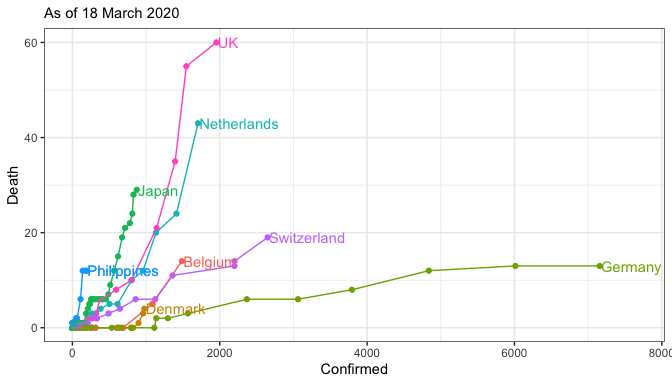 As of 18 March 2020
60
40
20
0
Death
UK
Netherlands
Japan
Switzerland
Belgium
Germany
Philippines
Denmark
0
2000
4000
6000
8000
Confirmed